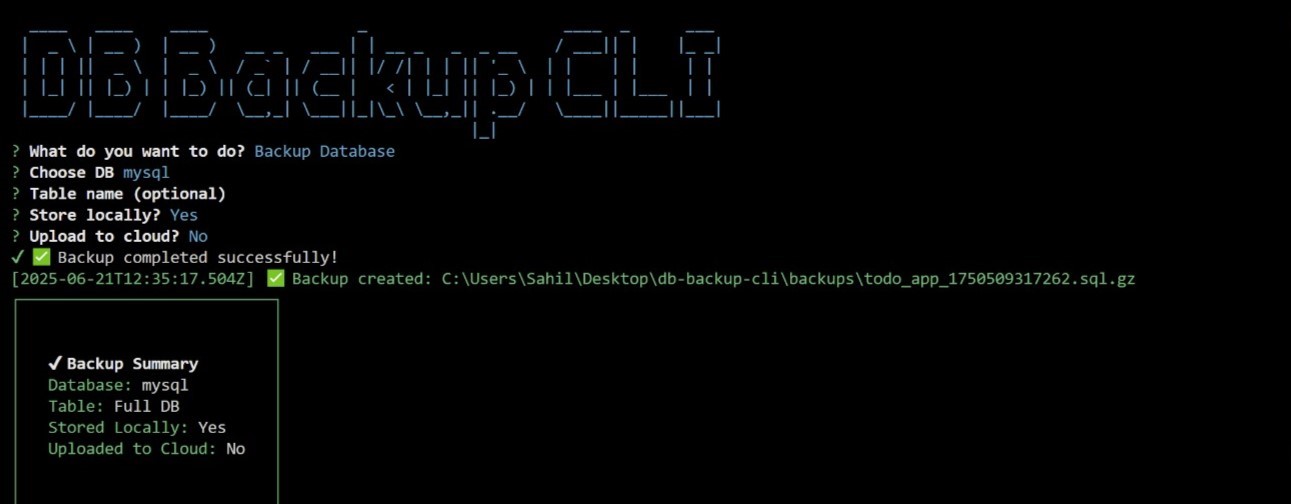 DB Backup CLI
? What do you want to do? Backup Database
? Choose DB mysql
? Table name (optional)
? Store locally? Yes
? Upload to cloud? No
✔ ✅ Backup completed successfully!
[2025-06-21T12:35:17.504Z] ✅ Backup created: C:\Users\Sahil\Desktop\db-backup-cli\backups\todo_app_1750509317262.sql.gz
✔ Backup Summary
Database: mysql
Table: Full DB
Stored Locally: Yes
Uploaded to Cloud: No